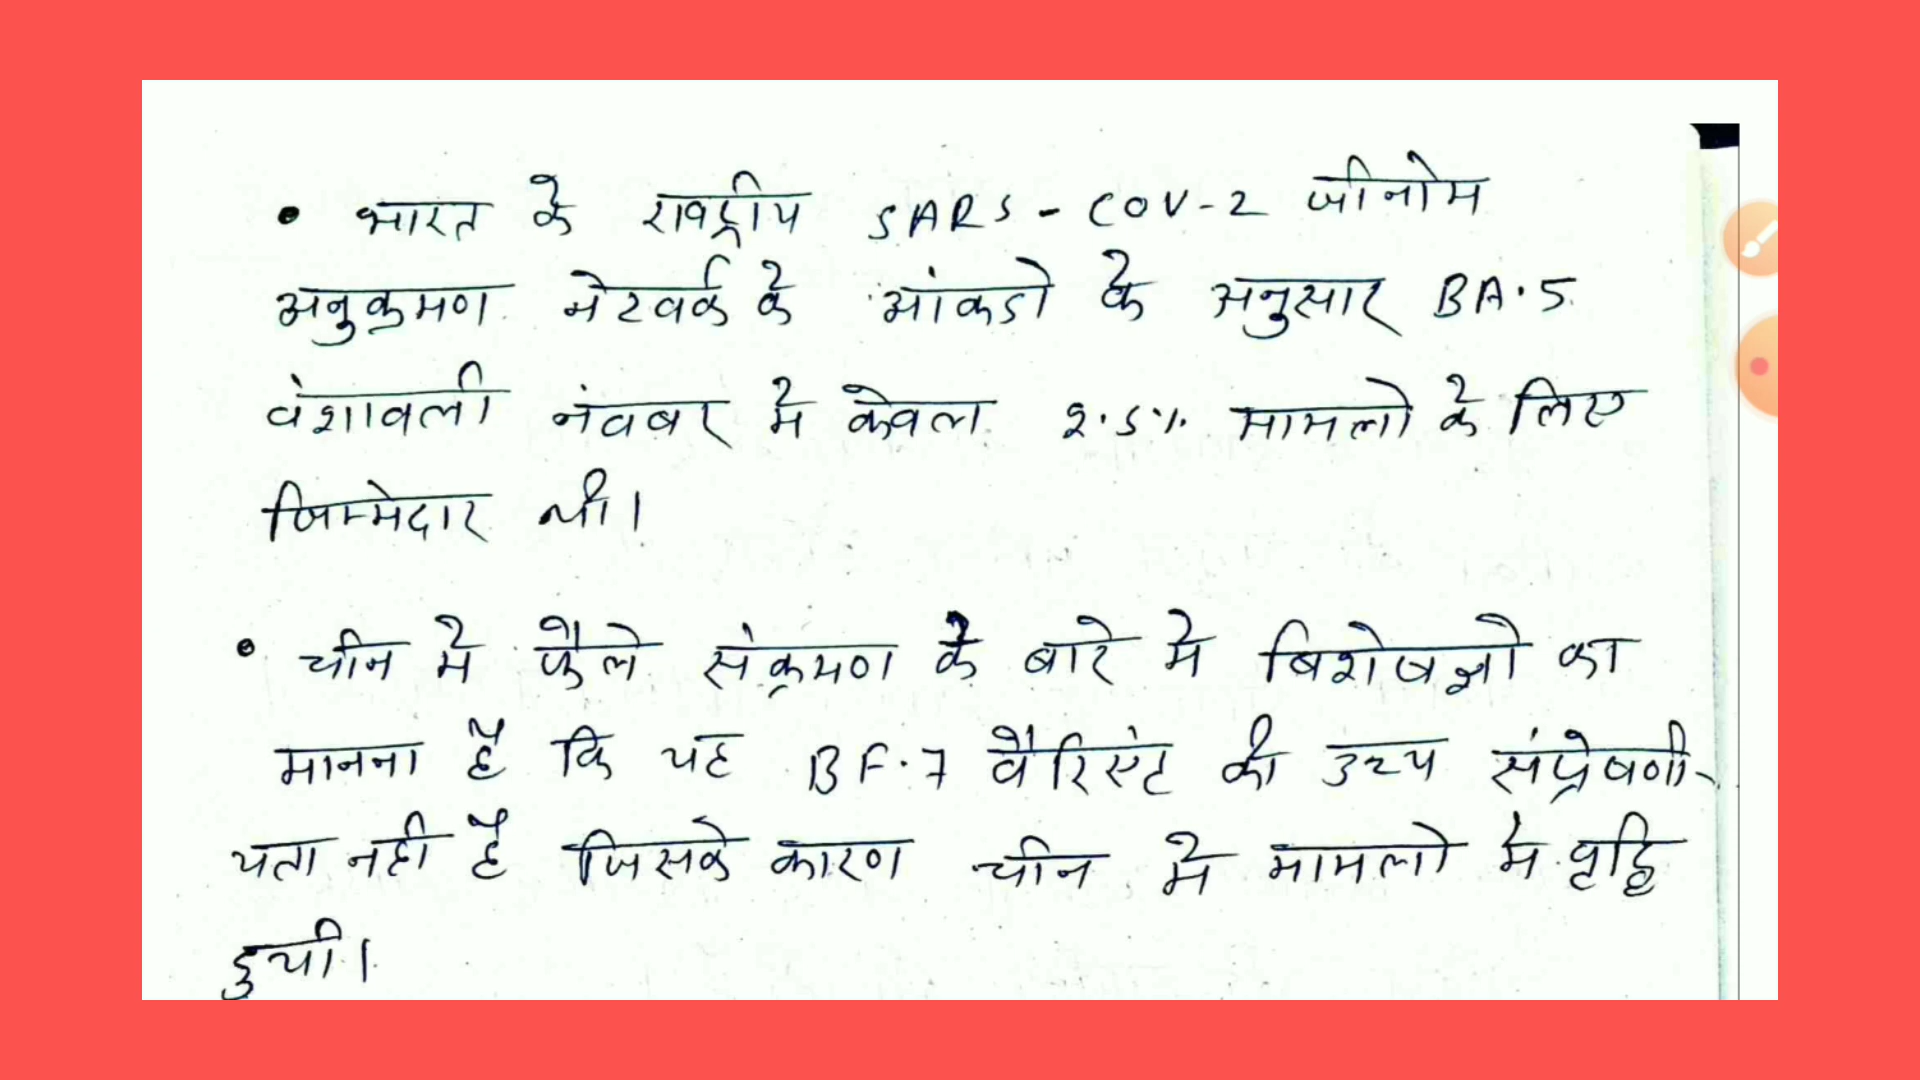 • भारत के राष्ट्रीय SARS - COV-2 जीनोम
अनुक्रमण नेटवर्क के आंकडो के अनुसार BA.5
वंशावली नंवबर मे केवल 2.5% मामलो के लिए
जिम्मेदार थी।
• चीन मे फैले संक्रमण के बारे मे बिशेषज्ञो का
मानना है कि यह BF.7 वैरिएंट की उच्च संप्रेषणी-
यता नही है जिसके कारण चीन मे मामलो मे वृद्धि
हुयी।